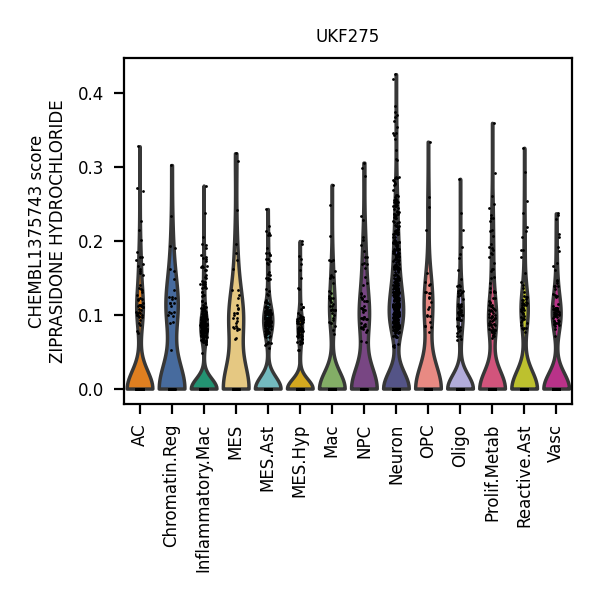 UKF275
CHEMBL1375743 score
ZIPRASIDONE HYDROCHLORIDE
0.4
0.3
0.2
0.1
0.0
AC
Chromatin.Reg
Inflammatory.Mac
MES
MES.Ast
MES.Hyp
Mac
NPC
Neuron
OPC
Oligo
Prolif.Metab
Reactive.Ast
Vasc